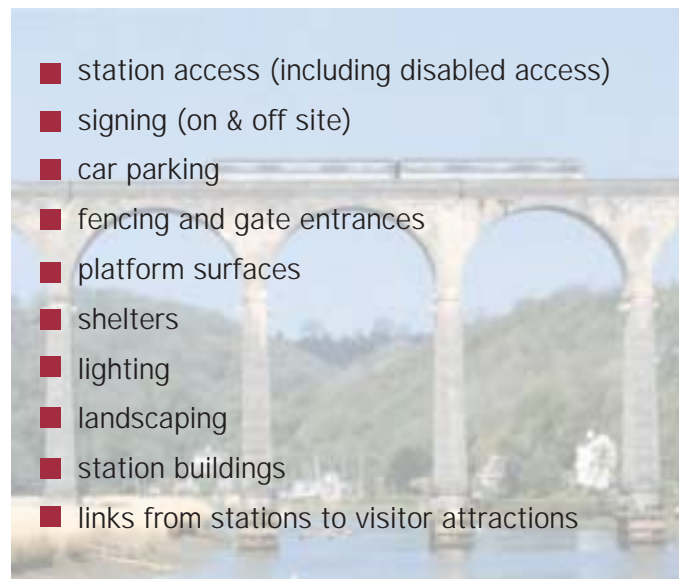 station access (including disabled access)
signing (on & off site)
car parking
fencing and gate entrances
platform surfaces
shelters
lighting
landscaping
station buildings
links from stations to visitor attractions